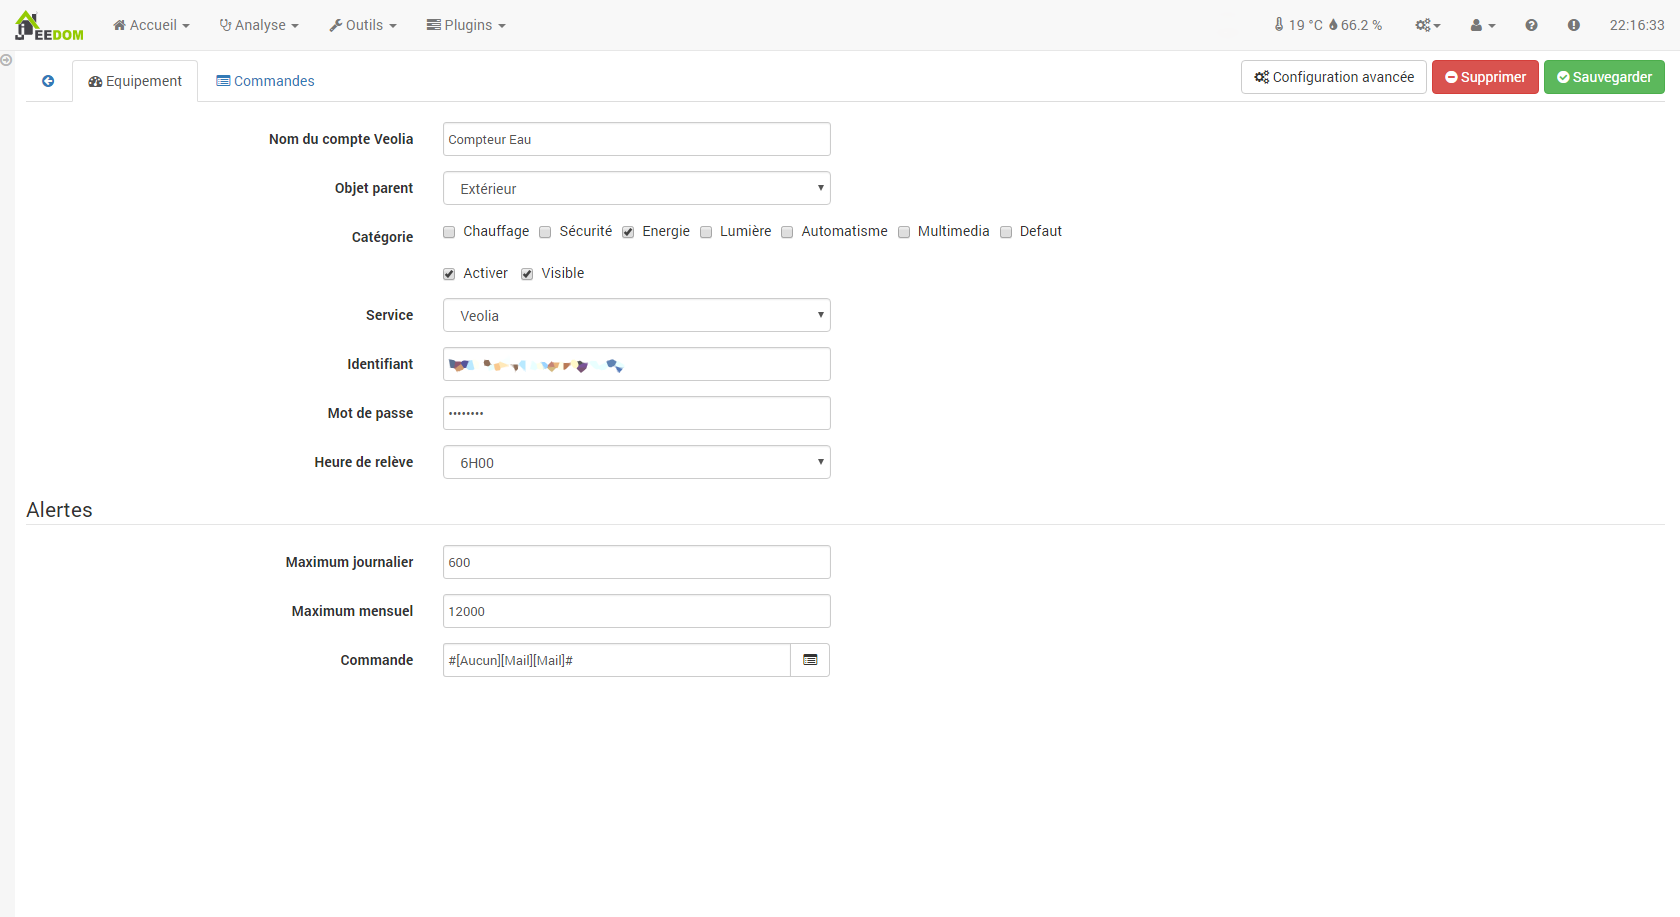 JEEDOM Accueil Analyse Outils Plugins 19 °C 66.2 % 22:16:33
Equipement Commandes Configuration avancée Supprimer Sauvegarder
Nom du compte Veolia Compteur Eau
Objet parent Extérieur
Catégorie Chauffage Sécurité Energie Lumière Automatisme Multimedia Defaut
Activer Visible
Service Veolia
Identifiant
Mot de passe ••••••••
Heure de relève 6H00
Alertes
Maximum journalier 600
Maximum mensuel 12000
Commande #[Aucun][Mail][Mail]#